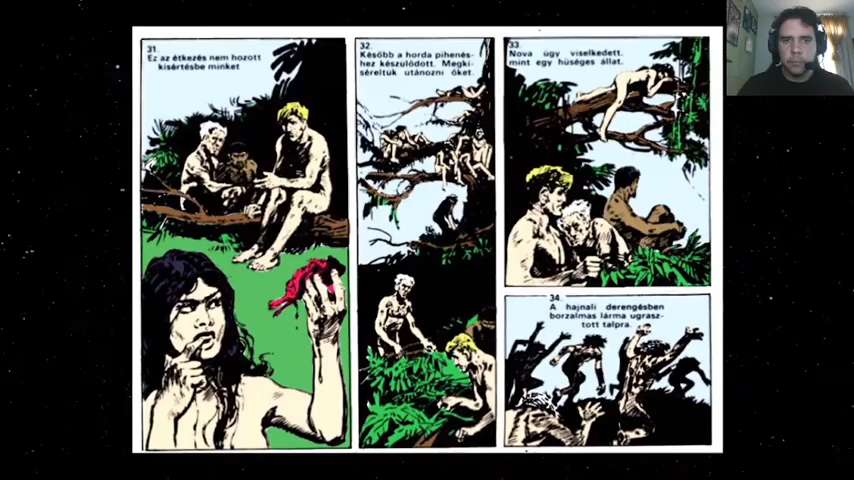 31.
Ez az étkezés nem hozott
kísértésbe minket
32.
Később a horda pihenés-
hez készülődött. Megkí-
séreltük utánozni őket.
33.
Nova úgy viselkedett,
mint egy hűséges állat.
34.
A hajnali derengésben
borzalmas lárma ugrasz-
tott talpra.